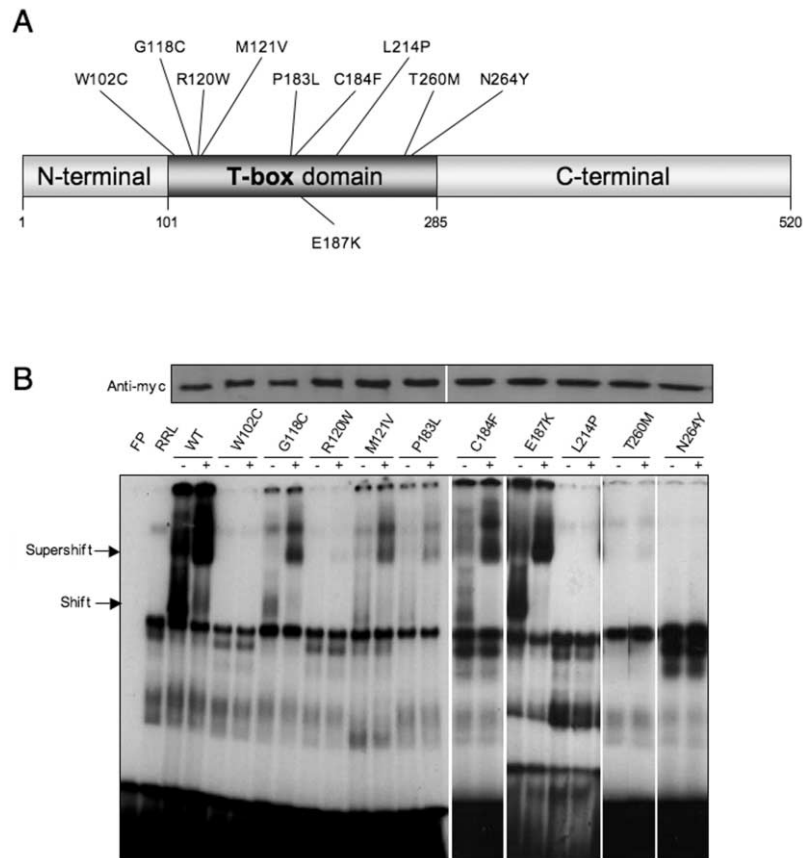 A
G118C M121V L214P
W102C R120W P183L C184F T260M N264Y
N-terminal T-box domain C-terminal
1 101 285 520
E187K
B
Anti-myc
FP RRL WT W102C G118C R120W M121V P183L C184F E187K L214P T260M N264Y
- + - + - + - + - + - + - + - + - + - + - +
Supershift
Shift